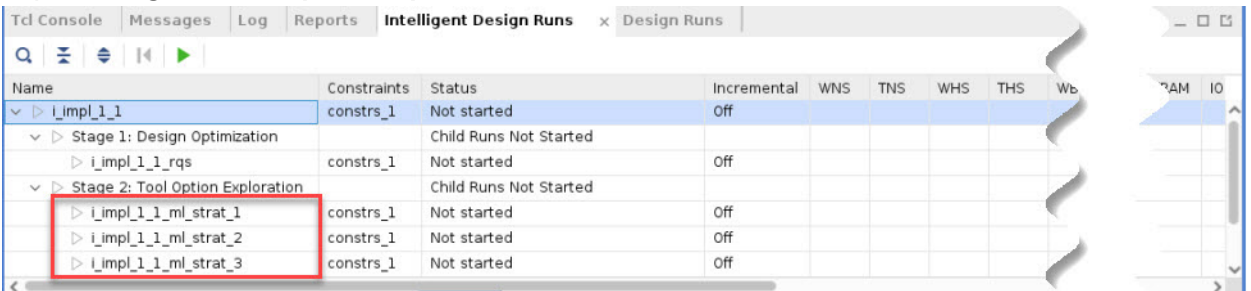 Tcl Console Messages Log Reports Intelligent Design Runs x Design Runs
Name Constraints Status Incremental WNS TNS WHS THS RAM IO
i_impl_1_1 constrs_1 Not started Off
Stage 1: Design Optimization Child Runs Not Started
i_impl_1_1_rqs constrs_1 Not started Off
Stage 2: Tool Option Exploration Child Runs Not Started
i_impl_1_1_ml_strat_1 constrs_1 Not started Off
i_impl_1_1_ml_strat_2 constrs_1 Not started Off
i_impl_1_1_ml_strat_3 constrs_1 Not started Off